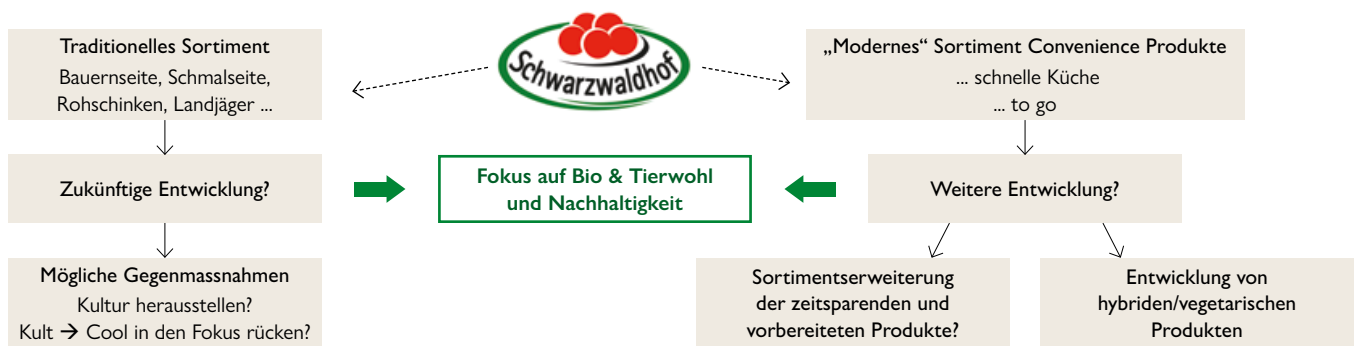 Traditionelles Sortiment
Bauernseite, Schmalseite,
Rohschinken, Landjäger ...
Schwarzwaldhof
„Modernes“ Sortiment Convenience Produkte
... schnelle Küche
... to go
Zukünftige Entwicklung?
Fokus auf Bio & Tierwohl
und Nachhaltigkeit
Weitere Entwicklung?
Mögliche Gegenmassnahmen
Kultur herausstellen?
Kult → Cool in den Fokus rücken?
Sortimentserweiterung
der zeitsparenden und
vorbereiteten Produkte?
Entwicklung von
hybriden/vegetarischen
Produkten